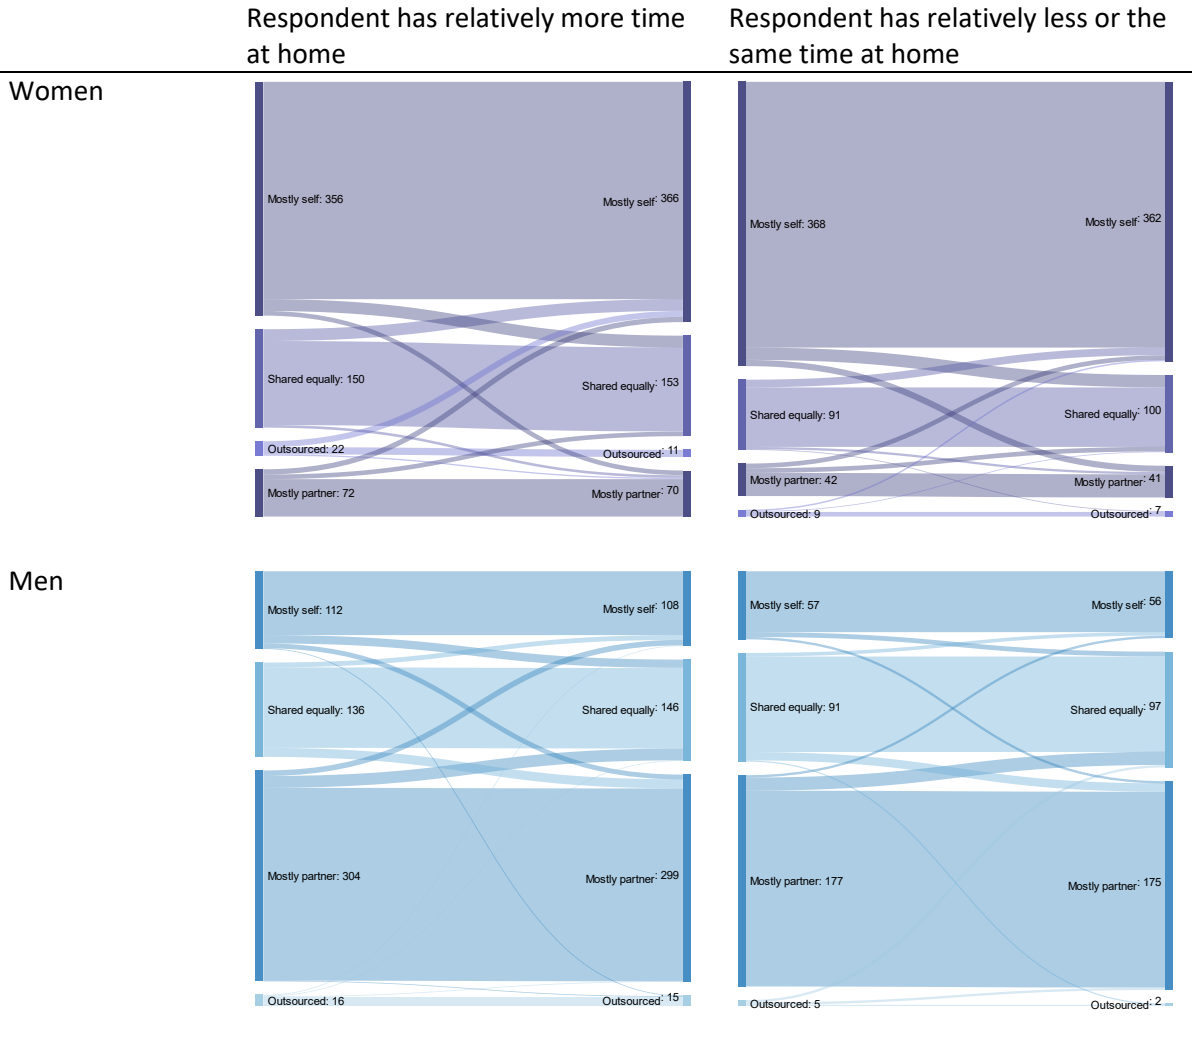 Respondent has relatively more time
at home
Respondent has relatively less or the
same time at home
Women
Mostly self: 356
Mostly self: 366
Shared equally: 150
Shared equally: 153
Outsourced: 22
Outsourced: 11
Mostly partner: 72
Mostly partner: 70
Mostly self: 368
Mostly self: 362
Shared equally: 91
Shared equally: 100
Mostly partner: 42
Mostly partner: 41
Outsourced: 9
Outsourced: 7
Men
Mostly self: 112
Mostly self: 108
Shared equally: 136
Shared equally: 146
Mostly partner: 304
Mostly partner: 299
Outsourced: 16
Outsourced: 15
Mostly self: 57
Mostly self: 56
Shared equally: 91
Shared equally: 97
Mostly partner: 177
Mostly partner: 175
Outsourced: 5
Outsourced: 2